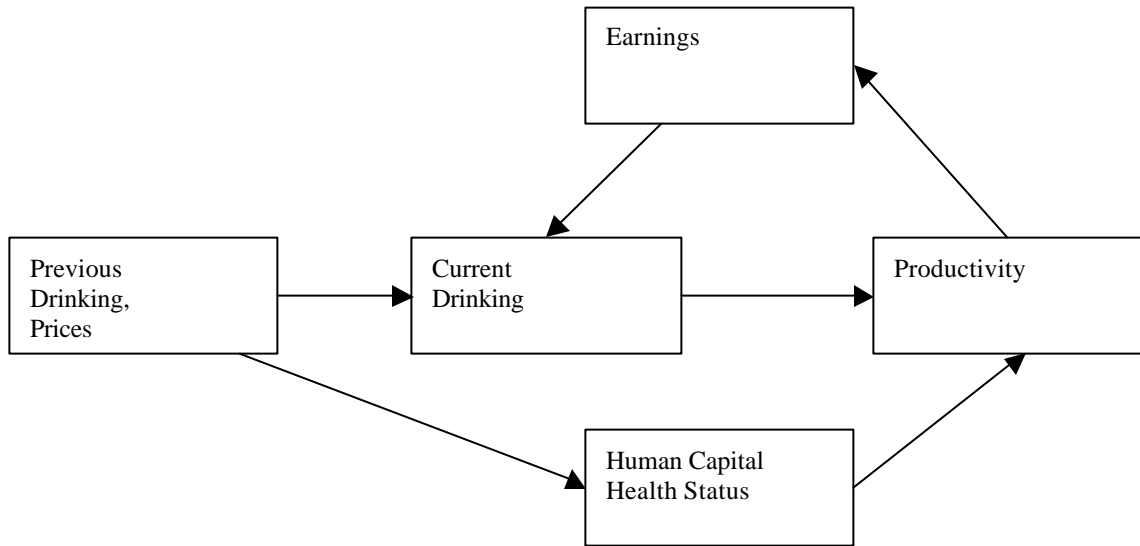 Earnings
Previous
Drinking,
Prices
Current
Drinking
Productivity
Human Capital
Health Status